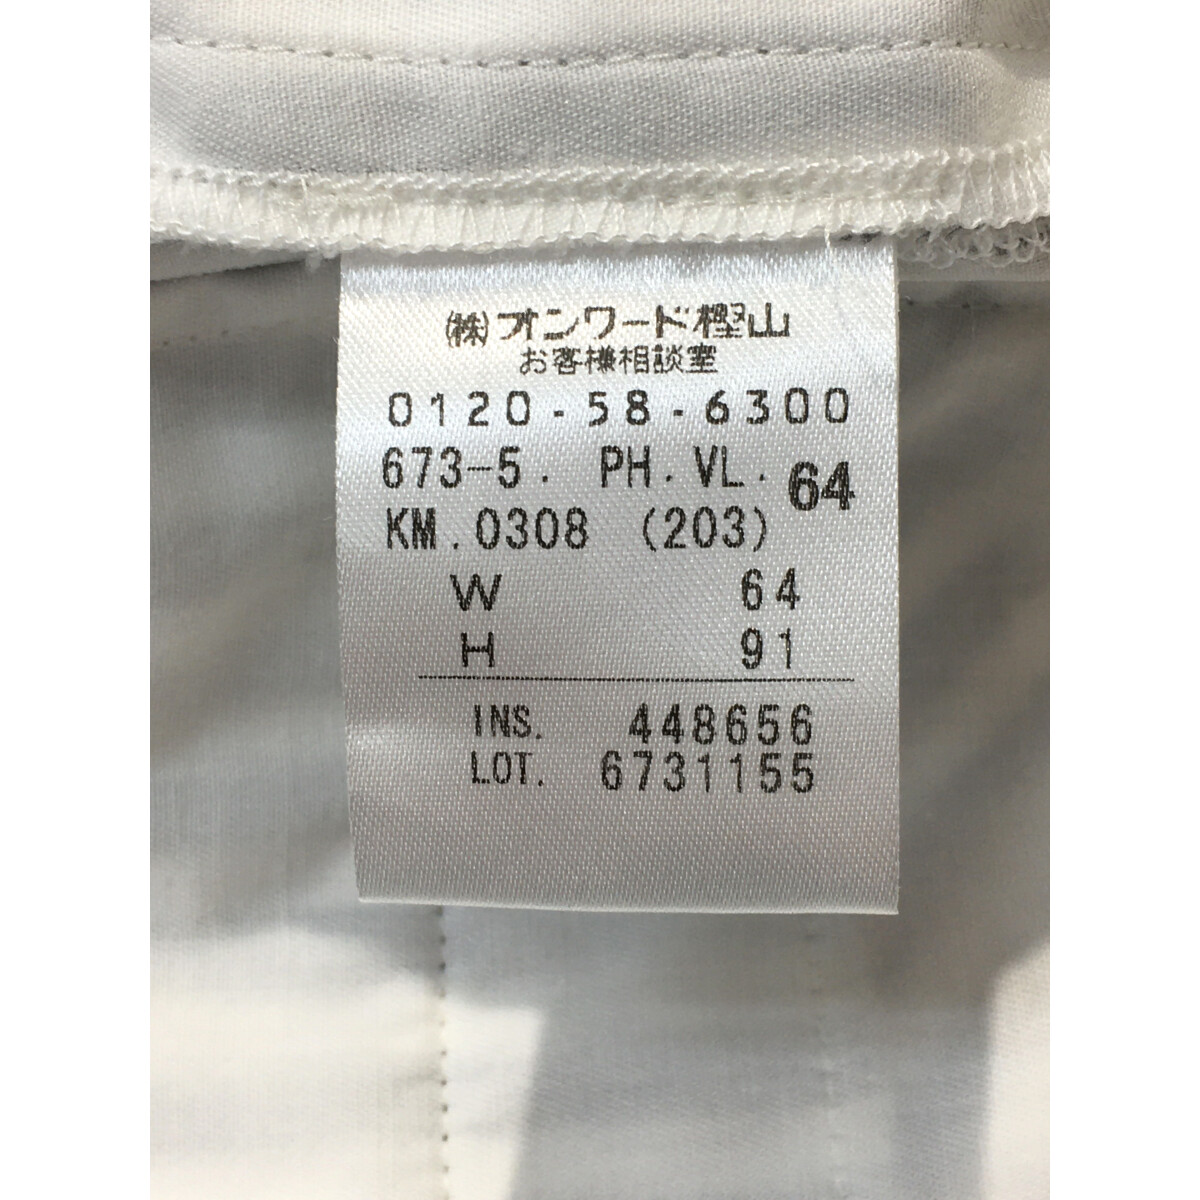 (株)オンワード樫山
お客様相談室
0120-58-6300
673-5. PH.VL. 64
KM.0308 (203)
W 64
H 91
INS. 448656
LOT. 6731155